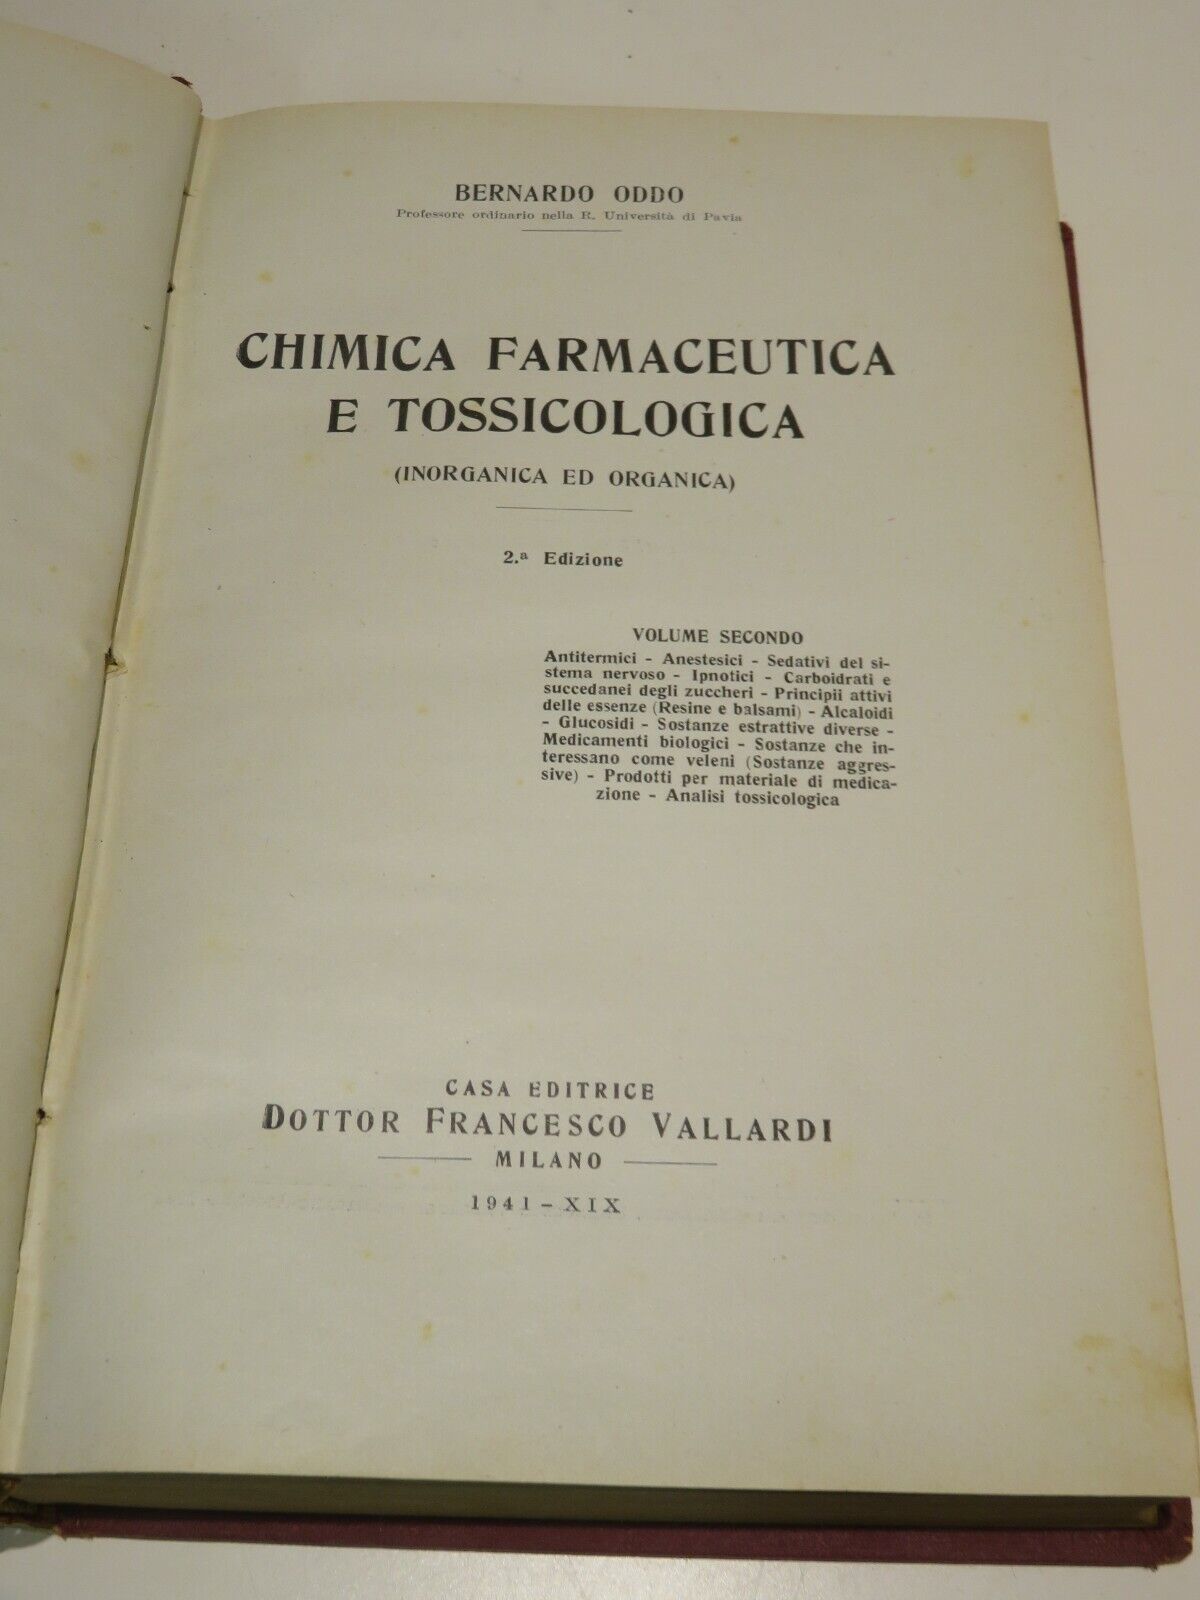 BERNARDO ODDO
Professore ordinario nella R. Università di Pavia
CHIMICA FARMACEUTICA
E TOSSICOLOGICA
(INORGANICA ED ORGANICA)
2.ª Edizione
VOLUME SECONDO
Antitermici - Anestesici - Sedativi del si-
stema nervoso - Ipnotici - Carboidrati e
succedanei degli zuccheri - Principii attivi
delle essenze (Resine e balsami) - Alcaloidi
- Glucosidi - Sostanze estrattive diverse -
Medicamenti biologici - Sostanze che in-
teressano come veleni (Sostanze aggres-
sive) - Prodotti per materiale di medica-
zione - Analisi tossicologica
CASA EDITRICE
DOTTOR FRANCESCO VALLARDI
MILANO
1941 - XIX